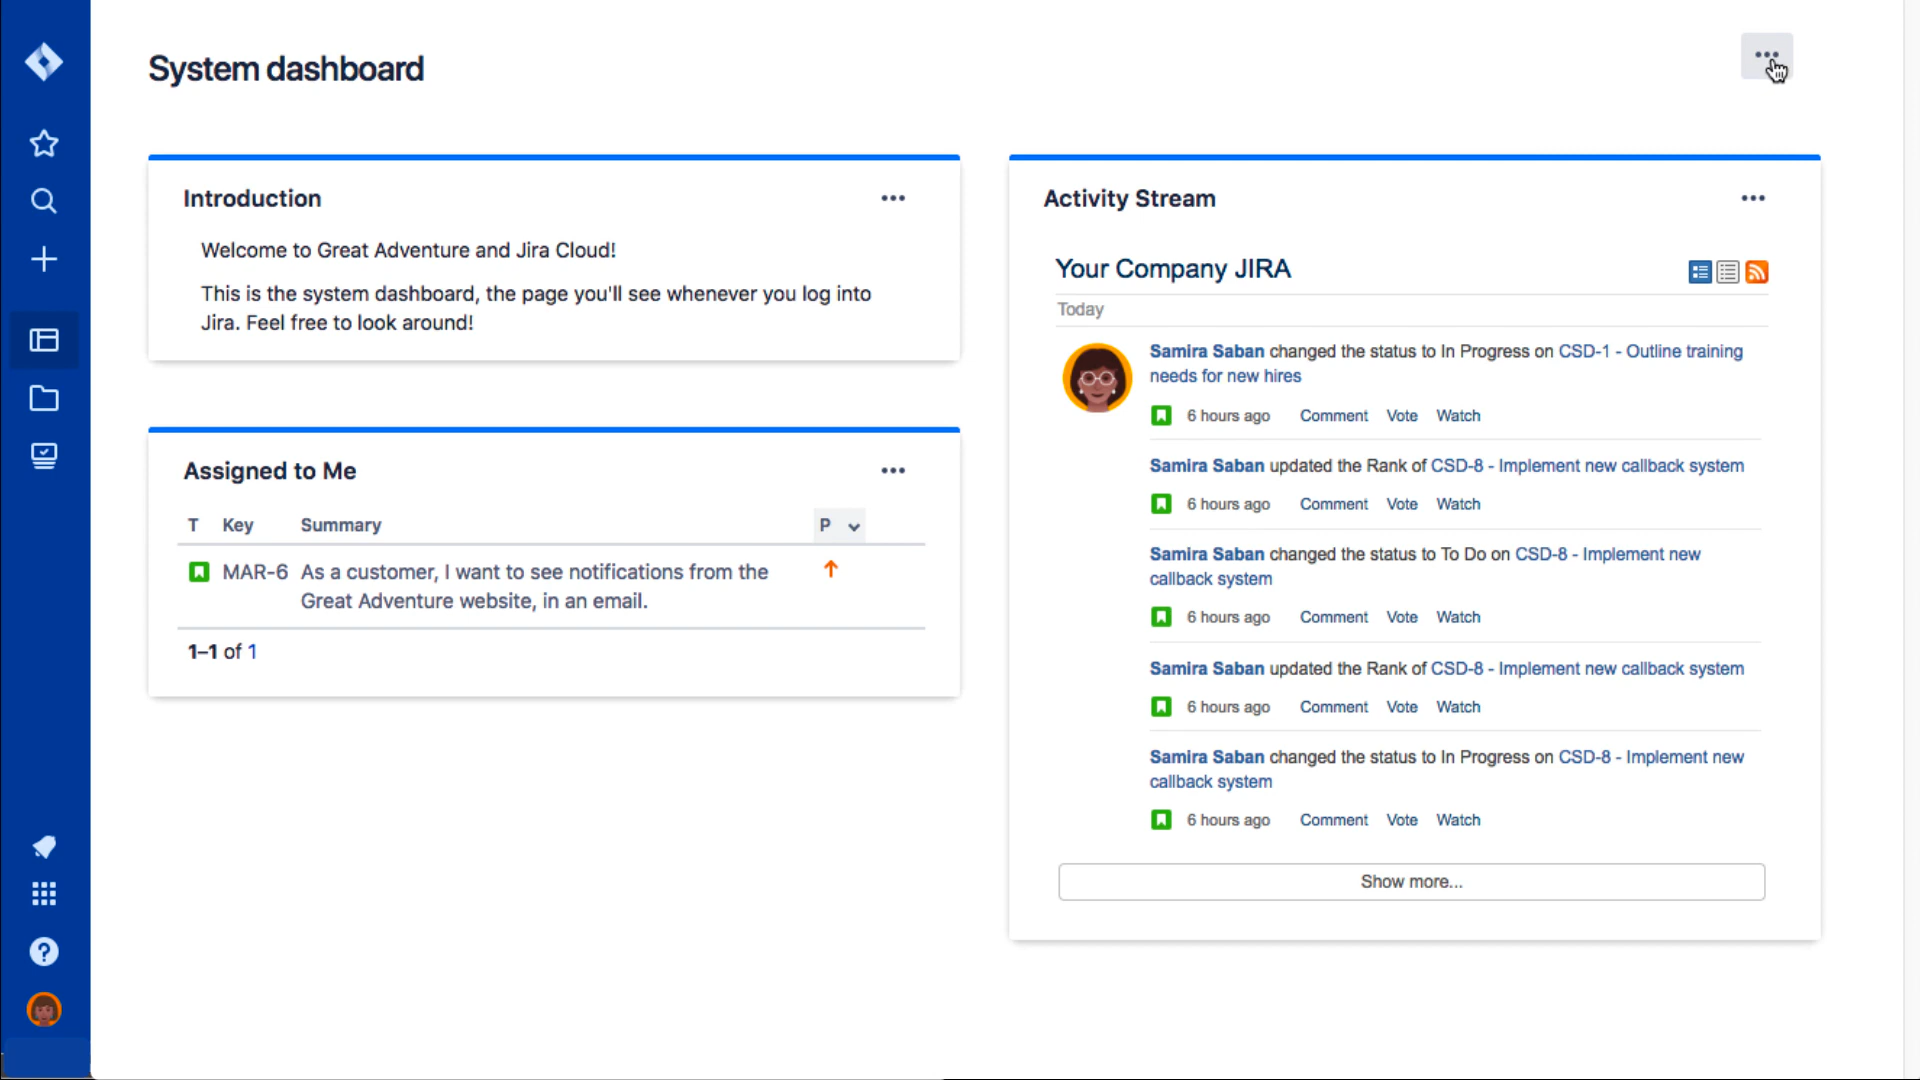 System dashboard
Introduction
Welcome to Great Adventure and Jira Cloud!
This is the system dashboard, the page you'll see whenever you log into
Jira. Feel free to look around!
Assigned to Me
T Key Summary P
MAR-6 As a customer, I want to see notifications from the
Great Adventure website, in an email.
1–1 of 1
Activity Stream
Your Company JIRA
Today
Samira Saban changed the status to In Progress on CSD-1 - Outline training
needs for new hires
6 hours ago Comment Vote Watch
Samira Saban updated the Rank of CSD-8 - Implement new callback system
6 hours ago Comment Vote Watch
Samira Saban changed the status to To Do on CSD-8 - Implement new
callback system
6 hours ago Comment Vote Watch
Samira Saban updated the Rank of CSD-8 - Implement new callback system
6 hours ago Comment Vote Watch
Samira Saban changed the status to In Progress on CSD-8 - Implement new
callback system
6 hours ago Comment Vote Watch
Show more...